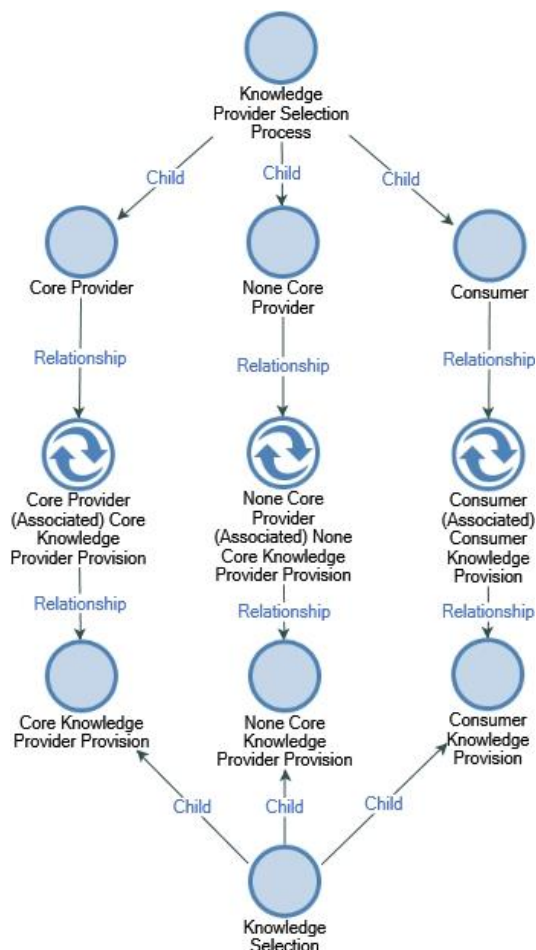 Knowledge
Provider Selection
Process
Child
Child
Child
Core Provider
None Core
Provider
Consumer
Relationship
Relationship
Relationship
Core Provider
(Associated) Core
Knowledge
Provider Provision
None Core
Provider
(Associated) None
Core Knowledge
Provider Provision
Consumer
(Associated)
Consumer
Knowledge
Provision
Relationship
Relationship
Relationship
Core Knowledge
Provider Provision
None Core
Knowledge
Provider Provision
Consumer
Knowledge
Provision
Child
Child
Child
Knowledge
Selection